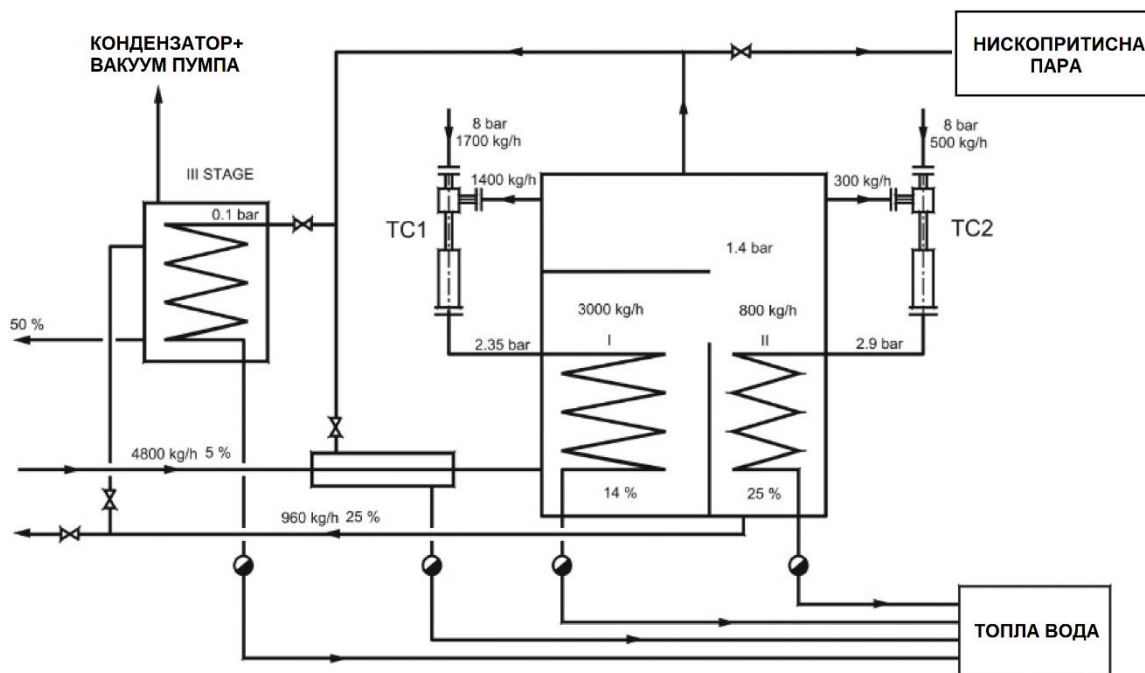 КОНДЕНЗАТОР+
ВАКУУМ ПУМПА
НИСКОПРИТИСНА
ПАРА
8 bar
1700 kg/h
8 bar
500 kg/h
III STAGE
1400 kg/h
300 kg/h
0.1 bar
TC1
TC2
1.4 bar
3000 kg/h
800 kg/h
50 %
I
II
2.35 bar
2.9 bar
4800 kg/h 5 %
14 %
25 %
960 kg/h 25 %
ТОПЛА ВОДА